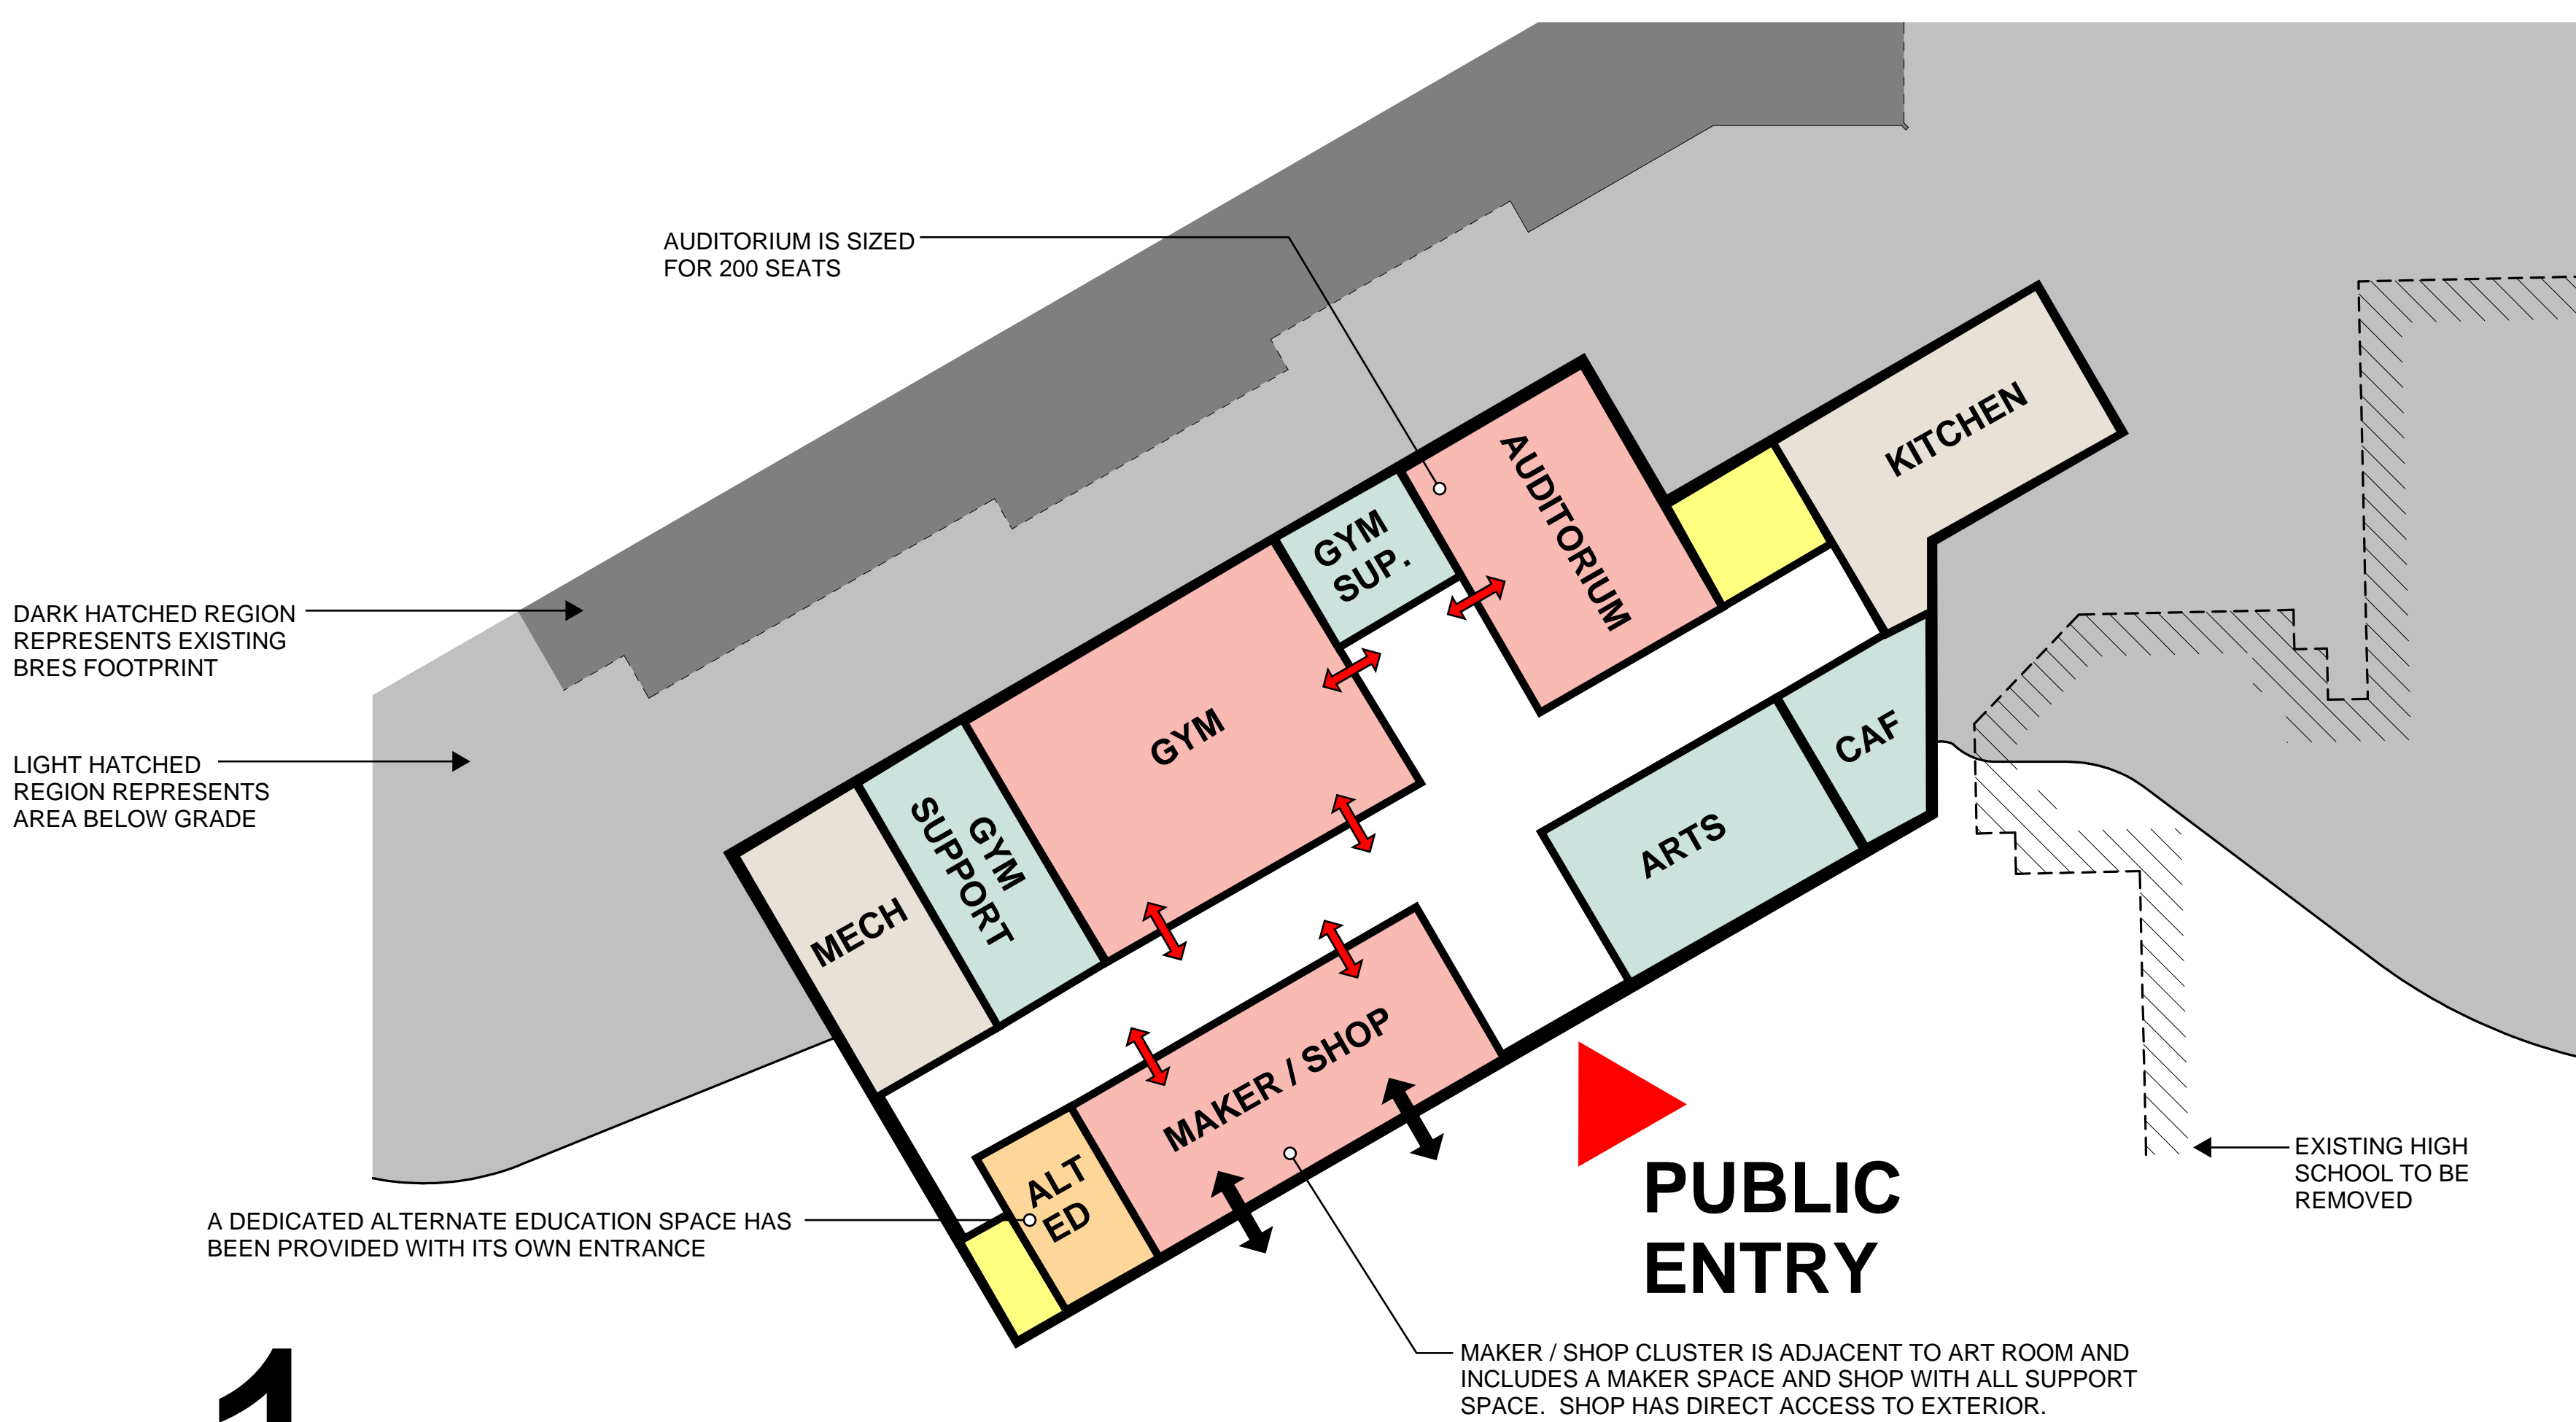 AUDITORIUM IS SIZED
FOR 200 SEATS
KITCHEN
AUDITORIUM
GYM
SUP.
DARK HATCHED REGION
REPRESENTS EXISTING
BRES FOOTPRINT
GYM
CAF
LIGHT HATCHED
REGION REPRESENTS
AREA BELOW GRADE
ARTS
GYM
SUPPORT
MECH
MAKER / SHOP
ALT
ED
PUBLIC
ENTRY
EXISTING HIGH
SCHOOL TO BE
REMOVED
A DEDICATED ALTERNATE EDUCATION SPACE HAS
BEEN PROVIDED WITH ITS OWN ENTRANCE
MAKER / SHOP CLUSTER IS ADJACENT TO ART ROOM AND
INCLUDES A MAKER SPACE AND SHOP WITH ALL SUPPORT
SPACE.  SHOP HAS DIRECT ACCESS TO EXTERIOR.
1